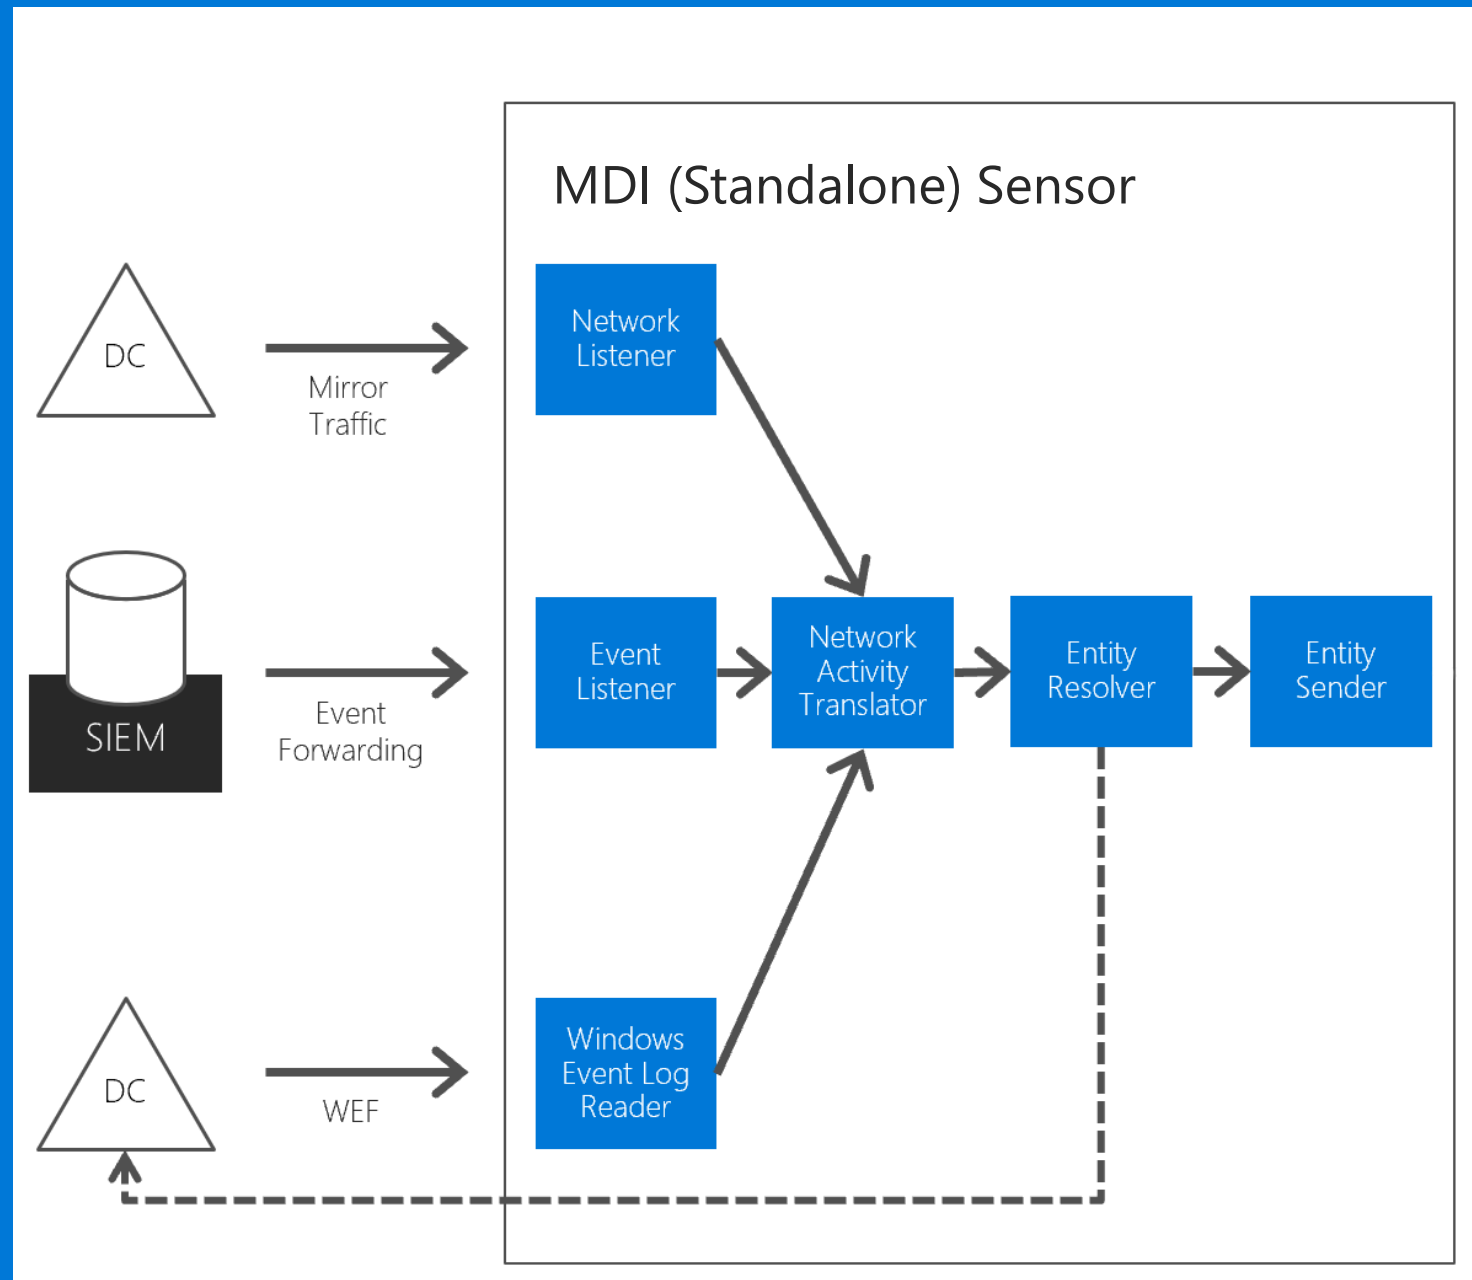 MDI (Standalone) Sensor
DC
Mirror
Traffic
Network
Listener
SIEM
Event
Forwarding
Event
Listener
Network
Activity
Translator
Entity
Resolver
Entity
Sender
DC
WEF
Windows
Event Log
Reader